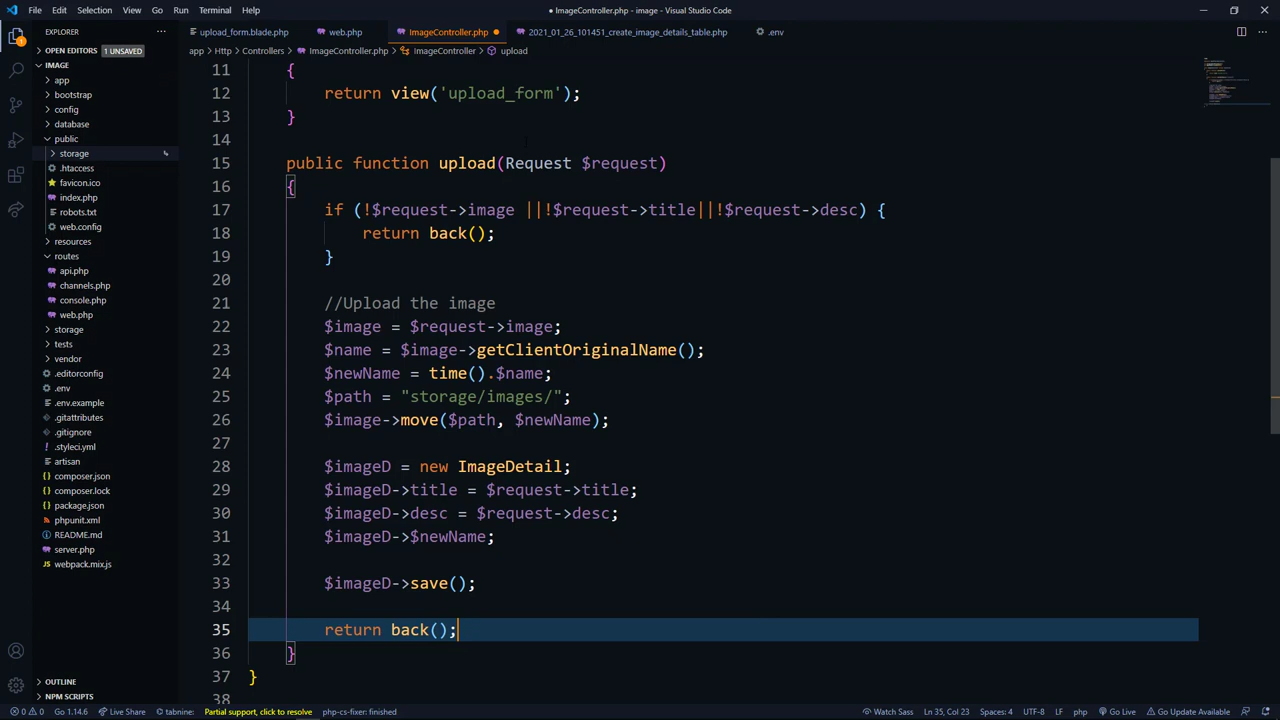 File Edit Selection View Go Run Terminal Help
● ImageController.php - image - Visual Studio Code
EXPLORER ···
upload_form.blade.php web.php ImageController.php ● 2021_01_26_101451_create_image_details_table.php .env
OPEN EDITORS 1 UNSAVED
app > Http > Controllers > ImageController.php > ImageController > upload
IMAGE
app
bootstrap
config
database
public
storage
.htaccess
favicon.ico
index.php
robots.txt
web.config
resources
routes
api.php
channels.php
console.php
web.php
storage
tests
vendor
.editorconfig
.env
.env.example
.gitattributes
.gitignore
.styleci.yml
artisan
composer.json
composer.lock
package.json
phpunit.xml
README.md
server.php
webpack.mix.js
OUTLINE
NPM SCRIPTS
11 {
12 return view('upload_form');
13 }
14
15 public function upload(Request $request)
16 {
17 if (!$request->image ||!$request->title||!$request->desc) {
18 return back();
19 }
20
21 //Upload the image
22 $image = $request->image;
23 $name = $image->getClientOriginalName();
24 $newName = time().$name;
25 $path = "storage/images/";
26 $image->move($path, $newName);
27
28 $imageD = new ImageDetail;
29 $imageD->title = $request->title;
30 $imageD->desc = $request->desc;
31 $imageD->$newName;
32
33 $imageD->save();
34
35 return back();
36 }
37 }
38
0 0 Go 1.14.6 Live Share tabnine: Partial support, click to resolve php-cs-fixer: finished Watch Sass Ln 35, Col 23 Spaces: 4 UTF-8 LF php Go Live Go Update Available